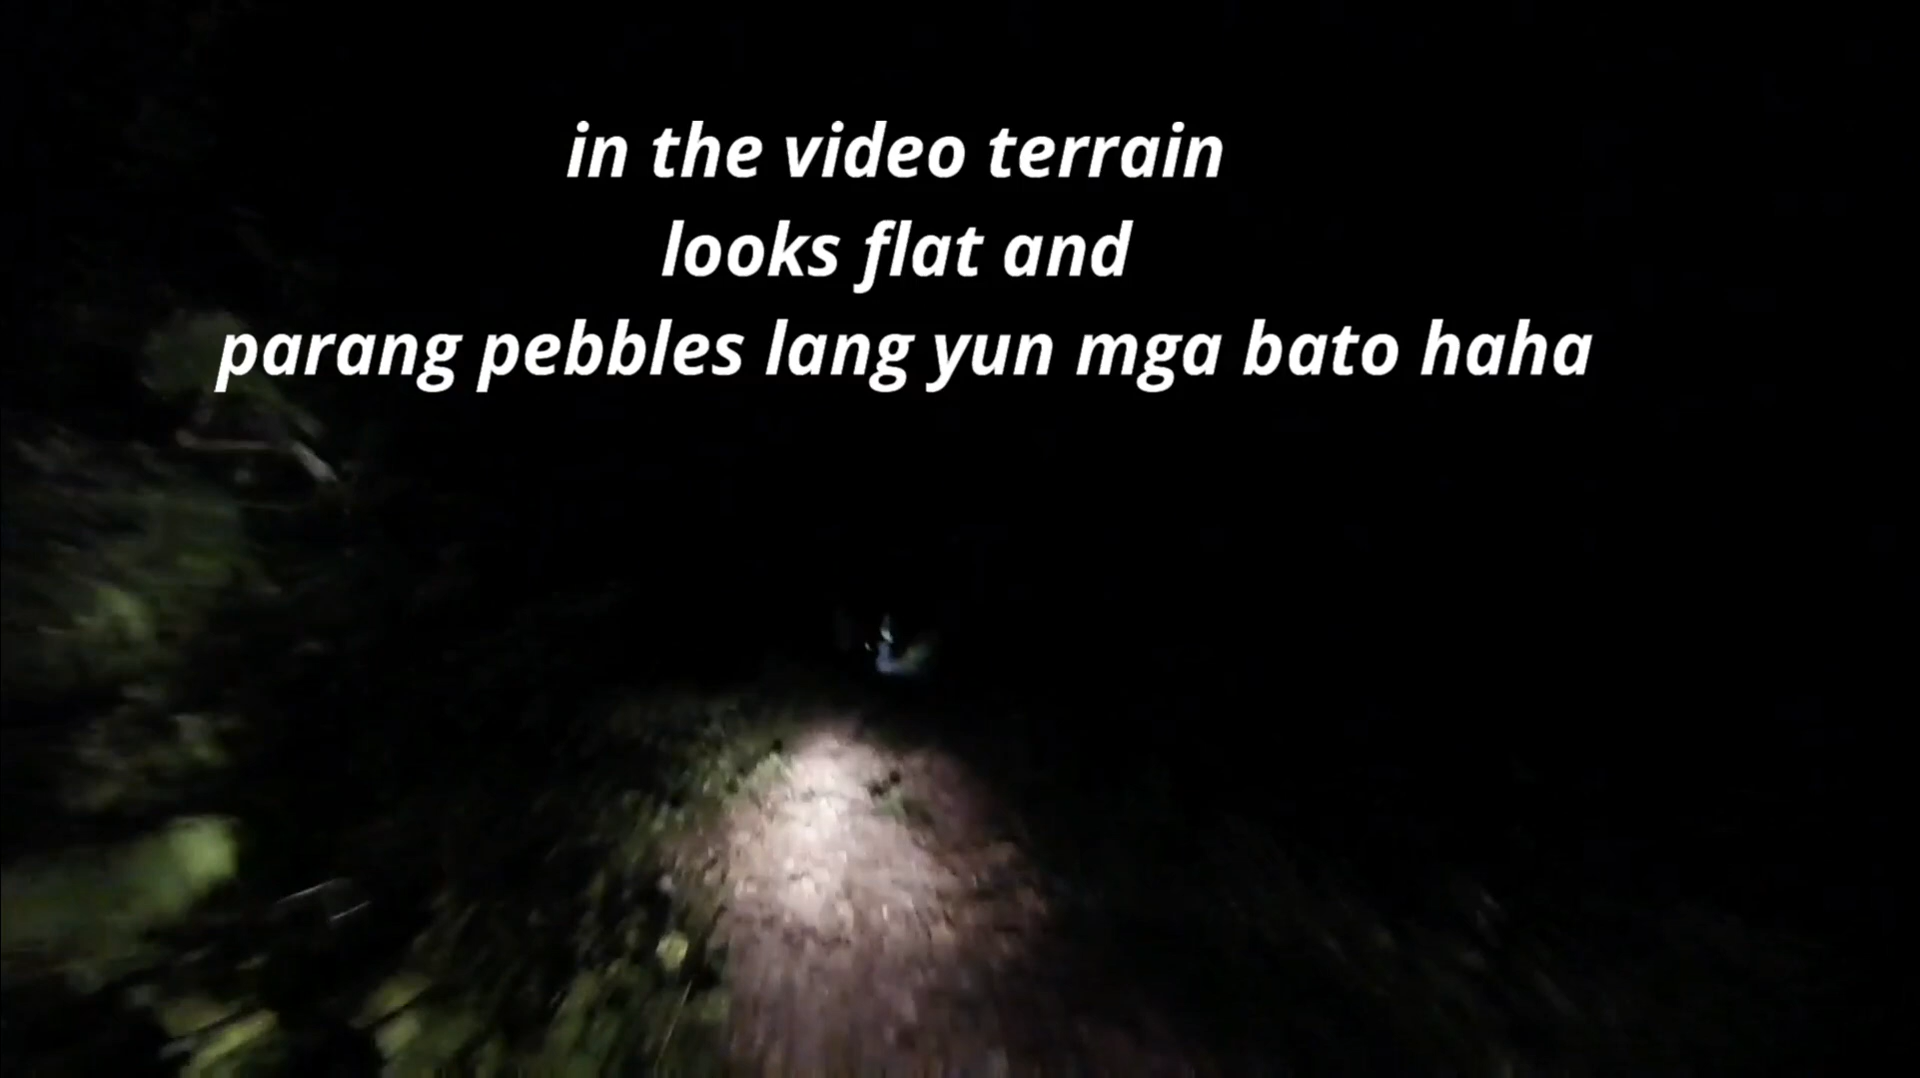 in the video terrain
looks flat and
parang pebbles lang yun mga bato haha